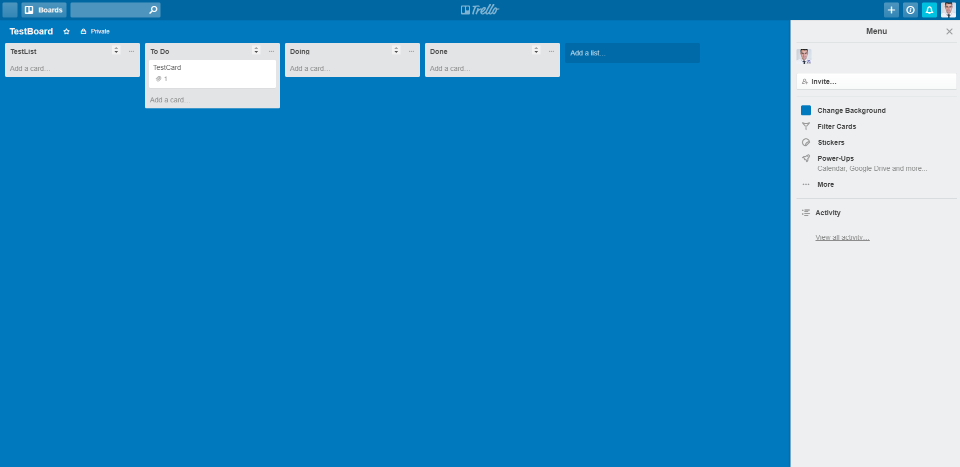 Boards
Trello
TestBoard
Private
TestList
Add a card...
To Do
TestCard
1
Add a card...
Doing
Add a card...
Done
Add a card...
Add a list...
Menu
Invite...
Change Background
Filter Cards
Stickers
Power-Ups
Calendar, Google Drive and more...
More
Activity
View all activity...